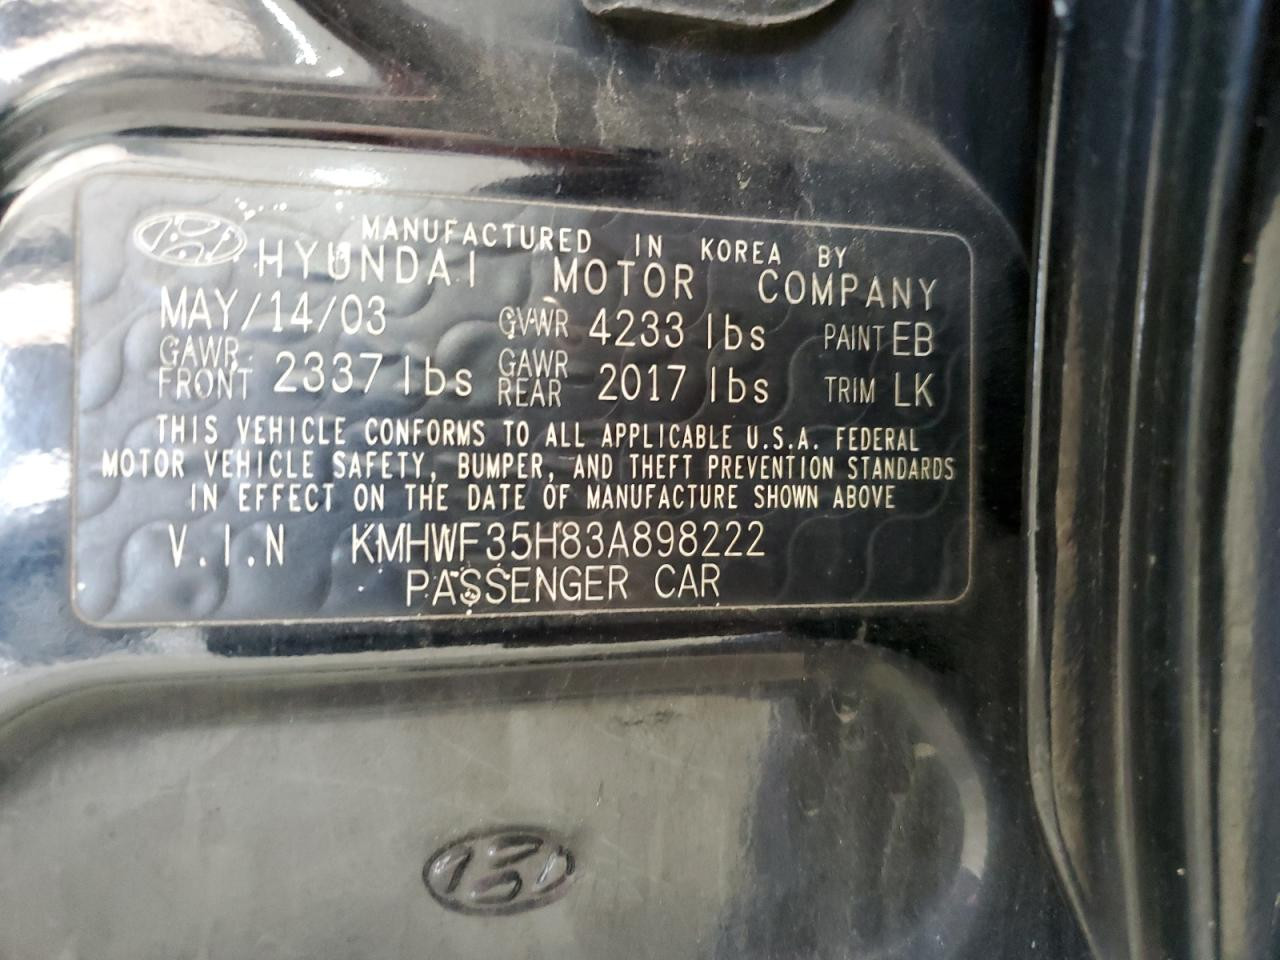 MANUFACTURED IN KOREA BY
HYUNDAI MOTOR COMPANY
MAY/14/03 GVWR 4233 lbs PAINT EB
GAWR FRONT 2337 lbs GAWR REAR 2017 lbs TRIM LK
THIS VEHICLE CONFORMS TO ALL APPLICABLE U.S.A. FEDERAL
MOTOR VEHICLE SAFETY, BUMPER, AND THEFT PREVENTION STANDARDS
IN EFFECT ON THE DATE OF MANUFACTURE SHOWN ABOVE
V.I.N KMHWF35H83A898222
PASSENGER CAR